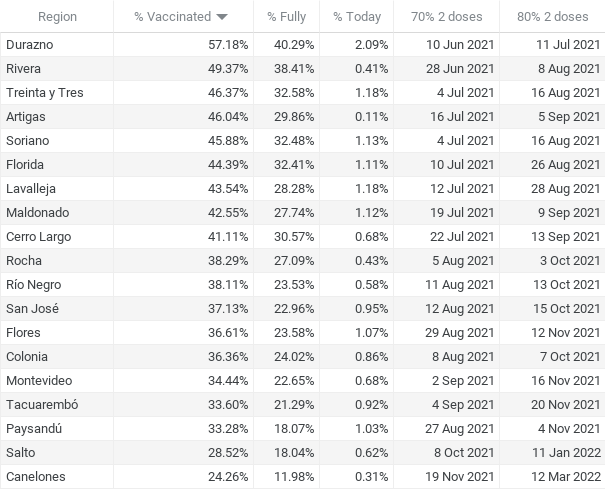 Region % Vaccinated % Fully % Today 70% 2 doses 80% 2 doses
Durazno 57.18% 40.29% 2.09% 10 Jun 2021 11 Jul 2021
Rivera 49.37% 38.41% 0.41% 28 Jun 2021 8 Aug 2021
Treinta y Tres 46.37% 32.58% 1.18% 4 Jul 2021 16 Aug 2021
Artigas 46.04% 29.86% 0.11% 16 Jul 2021 5 Sep 2021
Soriano 45.88% 32.48% 1.13% 4 Jul 2021 16 Aug 2021
Florida 44.39% 32.41% 1.11% 10 Jul 2021 26 Aug 2021
Lavalleja 43.54% 28.28% 1.18% 12 Jul 2021 28 Aug 2021
Maldonado 42.55% 27.74% 1.12% 19 Jul 2021 9 Sep 2021
Cerro Largo 41.11% 30.57% 0.68% 22 Jul 2021 13 Sep 2021
Rocha 38.29% 27.09% 0.43% 5 Aug 2021 3 Oct 2021
Río Negro 38.11% 23.53% 0.58% 11 Aug 2021 13 Oct 2021
San José 37.13% 22.96% 0.95% 12 Aug 2021 15 Oct 2021
Flores 36.61% 23.58% 1.07% 29 Aug 2021 12 Nov 2021
Colonia 36.36% 24.02% 0.86% 8 Aug 2021 7 Oct 2021
Montevideo 34.44% 22.65% 0.68% 2 Sep 2021 16 Nov 2021
Tacuarembó 33.60% 21.29% 0.92% 4 Sep 2021 20 Nov 2021
Paysandú 33.28% 18.07% 1.03% 27 Aug 2021 4 Nov 2021
Salto 28.52% 18.04% 0.62% 8 Oct 2021 11 Jan 2022
Canelones 24.26% 11.98% 0.31% 19 Nov 2021 12 Mar 2022